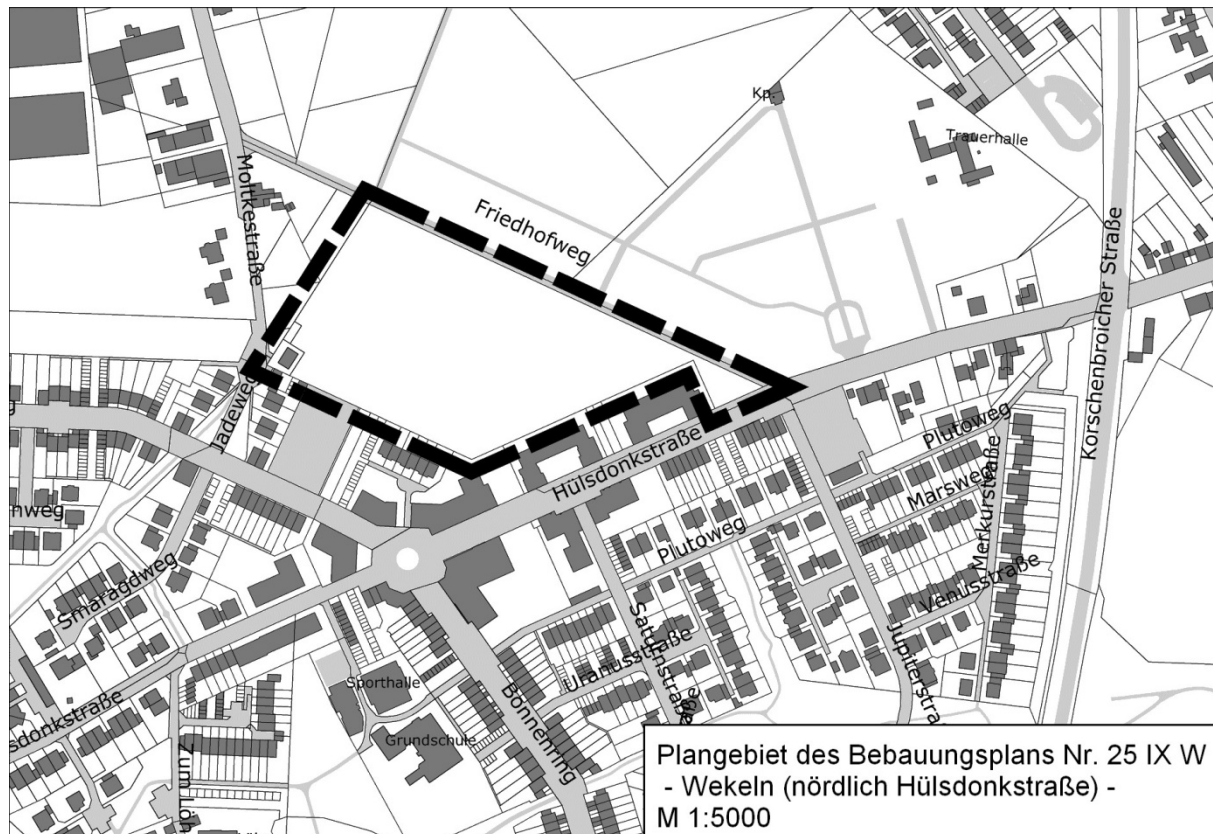 Kp.
Trauerhalle
Moltkestraße
Friedhofweg
Korschenbroicher Straße
Jadeweg
Hülsdonkstraße
Plutoweg
Marsweg
Merkurstraße
Plutoweg
Venusstraße
Smaragdweg
Saturnstraße
Uranusstraße
Sporthalle
Bonnenring
Grundschule
Plangebiet des Bebauungsplans Nr. 25 IX W
- Wekeln (nördlich Hülsdonkstraße) -
M 1:5000